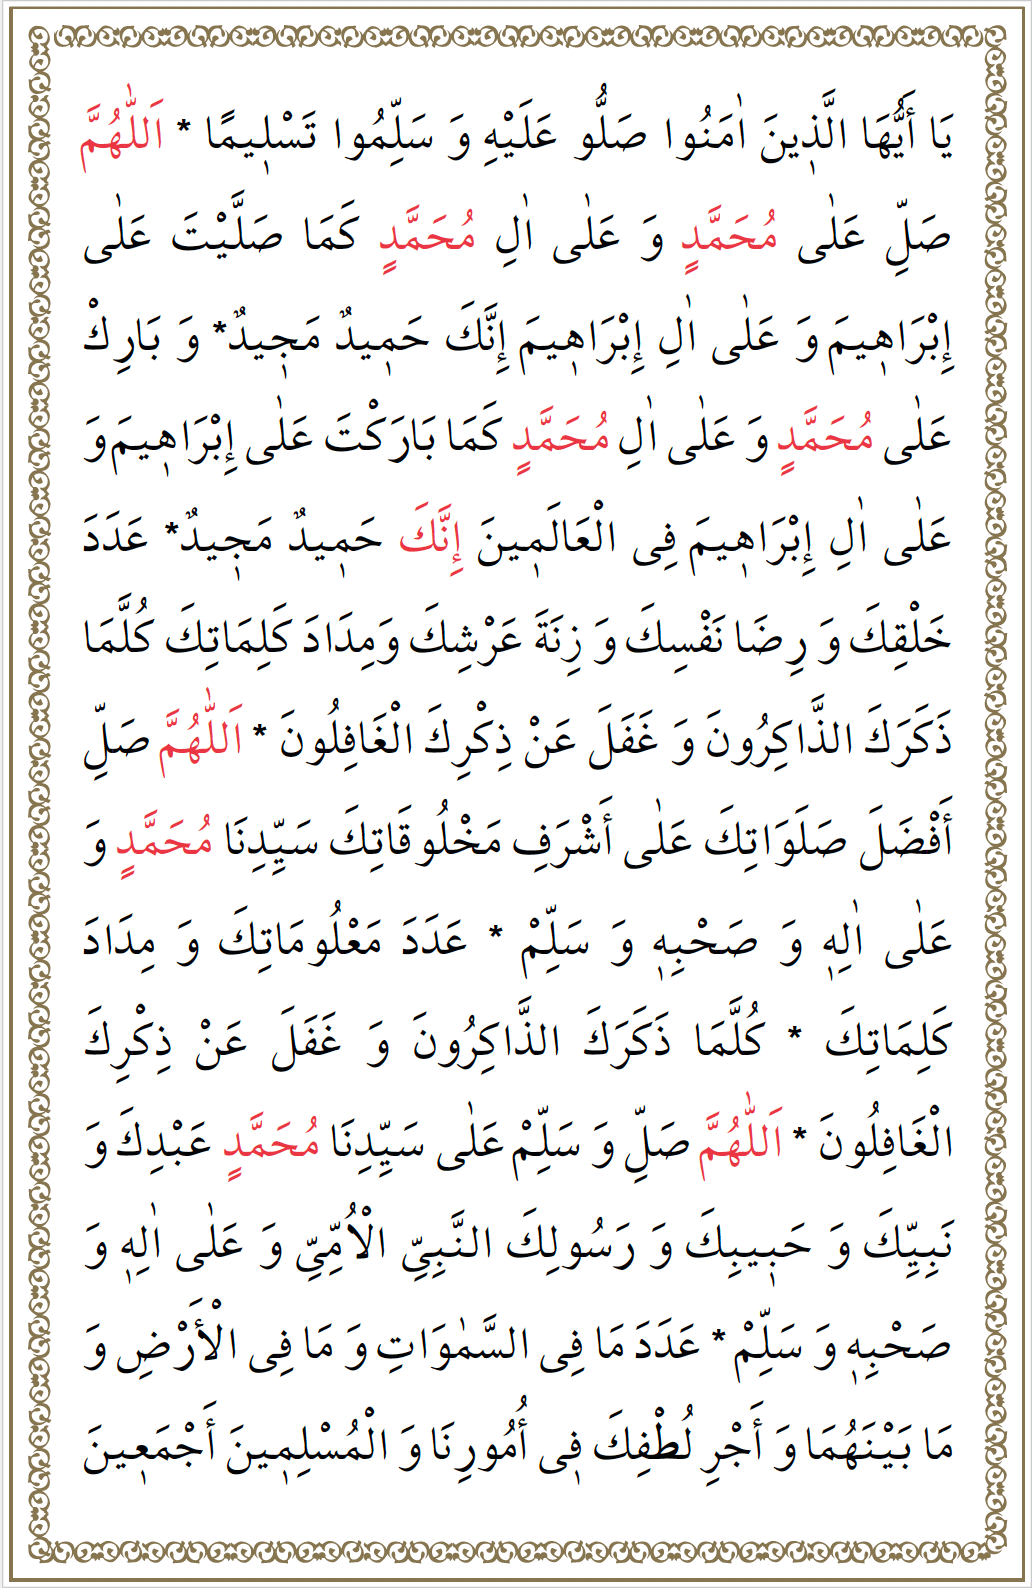 يَا أَيُّهَا الَّذٖينَ اٰمَنُوا صَلُّو عَلَيْهِ وَ سَلِّمُوا تَسْلٖيمًا * اَللّٰهُمَّ
صَلِّ عَلٰى مُحَمَّدٍ وَ عَلٰى اٰلِ مُحَمَّدٍ كَمَا صَلَّيْتَ عَلٰى
إِبْرَاهٖيمَ وَ عَلٰى اٰلِ إِبْرَاهٖيمَ إِنَّكَ حَمٖيدٌ مَجٖيدٌ* وَ بَارِكْ
عَلٰى مُحَمَّدٍ وَ عَلٰى اٰلِ مُحَمَّدٍ كَمَا بَارَكْتَ عَلٰى إِبْرَاهٖيمَ وَ
عَلٰى اٰلِ إِبْرَاهٖيمَ فِى الْعَالَمٖينَ إِنَّكَ حَمٖيدٌ مَجٖيدٌ* عَدَدَ
خَلْقِكَ وَ رِضَا نَفْسِكَ وَ زِنَةَ عَرْشِكَ وَمِدَادَ كَلِمَاتِكَ كُلَّمَا
ذَكَرَكَ الذَّاكِرُونَ وَ غَفَلَ عَنْ ذِكْرِكَ الْغَافِلُونَ * اَللّٰهُمَّ صَلِّ
أَفْضَلَ صَلَوَاتِكَ عَلٰى أَشْرَفِ مَخْلُوقَاتِكَ سَيِّدِنَا مُحَمَّدٍ وَ
عَلٰى اٰلِهٖ وَ صَحْبِهٖ وَ سَلِّمْ * عَدَدَ مَعْلُومَاتِكَ وَ مِدَادَ
كَلِمَاتِكَ * كُلَّمَا ذَكَرَكَ الذَّاكِرُونَ وَ غَفَلَ عَنْ ذِكْرِكَ
الْغَافِلُونَ * اَللّٰهُمَّ صَلِّ وَ سَلِّمْ عَلٰى سَيِّدِنَا مُحَمَّدٍ عَبْدِكَ وَ
نَبِيِّكَ وَ حَبٖيبِكَ وَ رَسُولِكَ النَّبِيِّ الْاُمِّيِّ وَ عَلٰى اٰلِهٖ وَ
صَحْبِهٖ وَ سَلِّمْ * عَدَدَ مَا فِى السَّمٰوَاتِ وَ مَا فِى الْأَرْضِ وَ
مَا بَيْنَهُمَا وَ أَجْرِ لُطْفِكَ فٖى أُمُورِنَا وَ الْمُسْلِمٖينَ أَجْمَعٖينَ